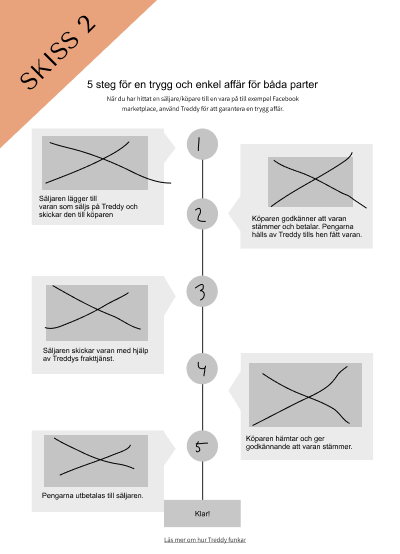 SKISS 2
5 steg för en trygg och enkel affär för båda parter
När du har hittat en säljare/köpare till en vara på till exempel Facebook
marketplace, använd Treddy för att garantera en trygg affär.
1
Säljaren lägger till
varan som säljs på Treddy och
skickar den till köparen
2
Köparen godkänner att varan
stämmer och betalar. Pengarna
hålls av Treddy tills hen fått varan.
3
Säljaren skickar varan med hjälp
av Treddys frakttjänst.
4
Köparen hämtar och ger
godkännande att varan stämmer.
5
Pengarna utbetalas till säljaren.
Klar!
Läs mer om hur Treddy funkar